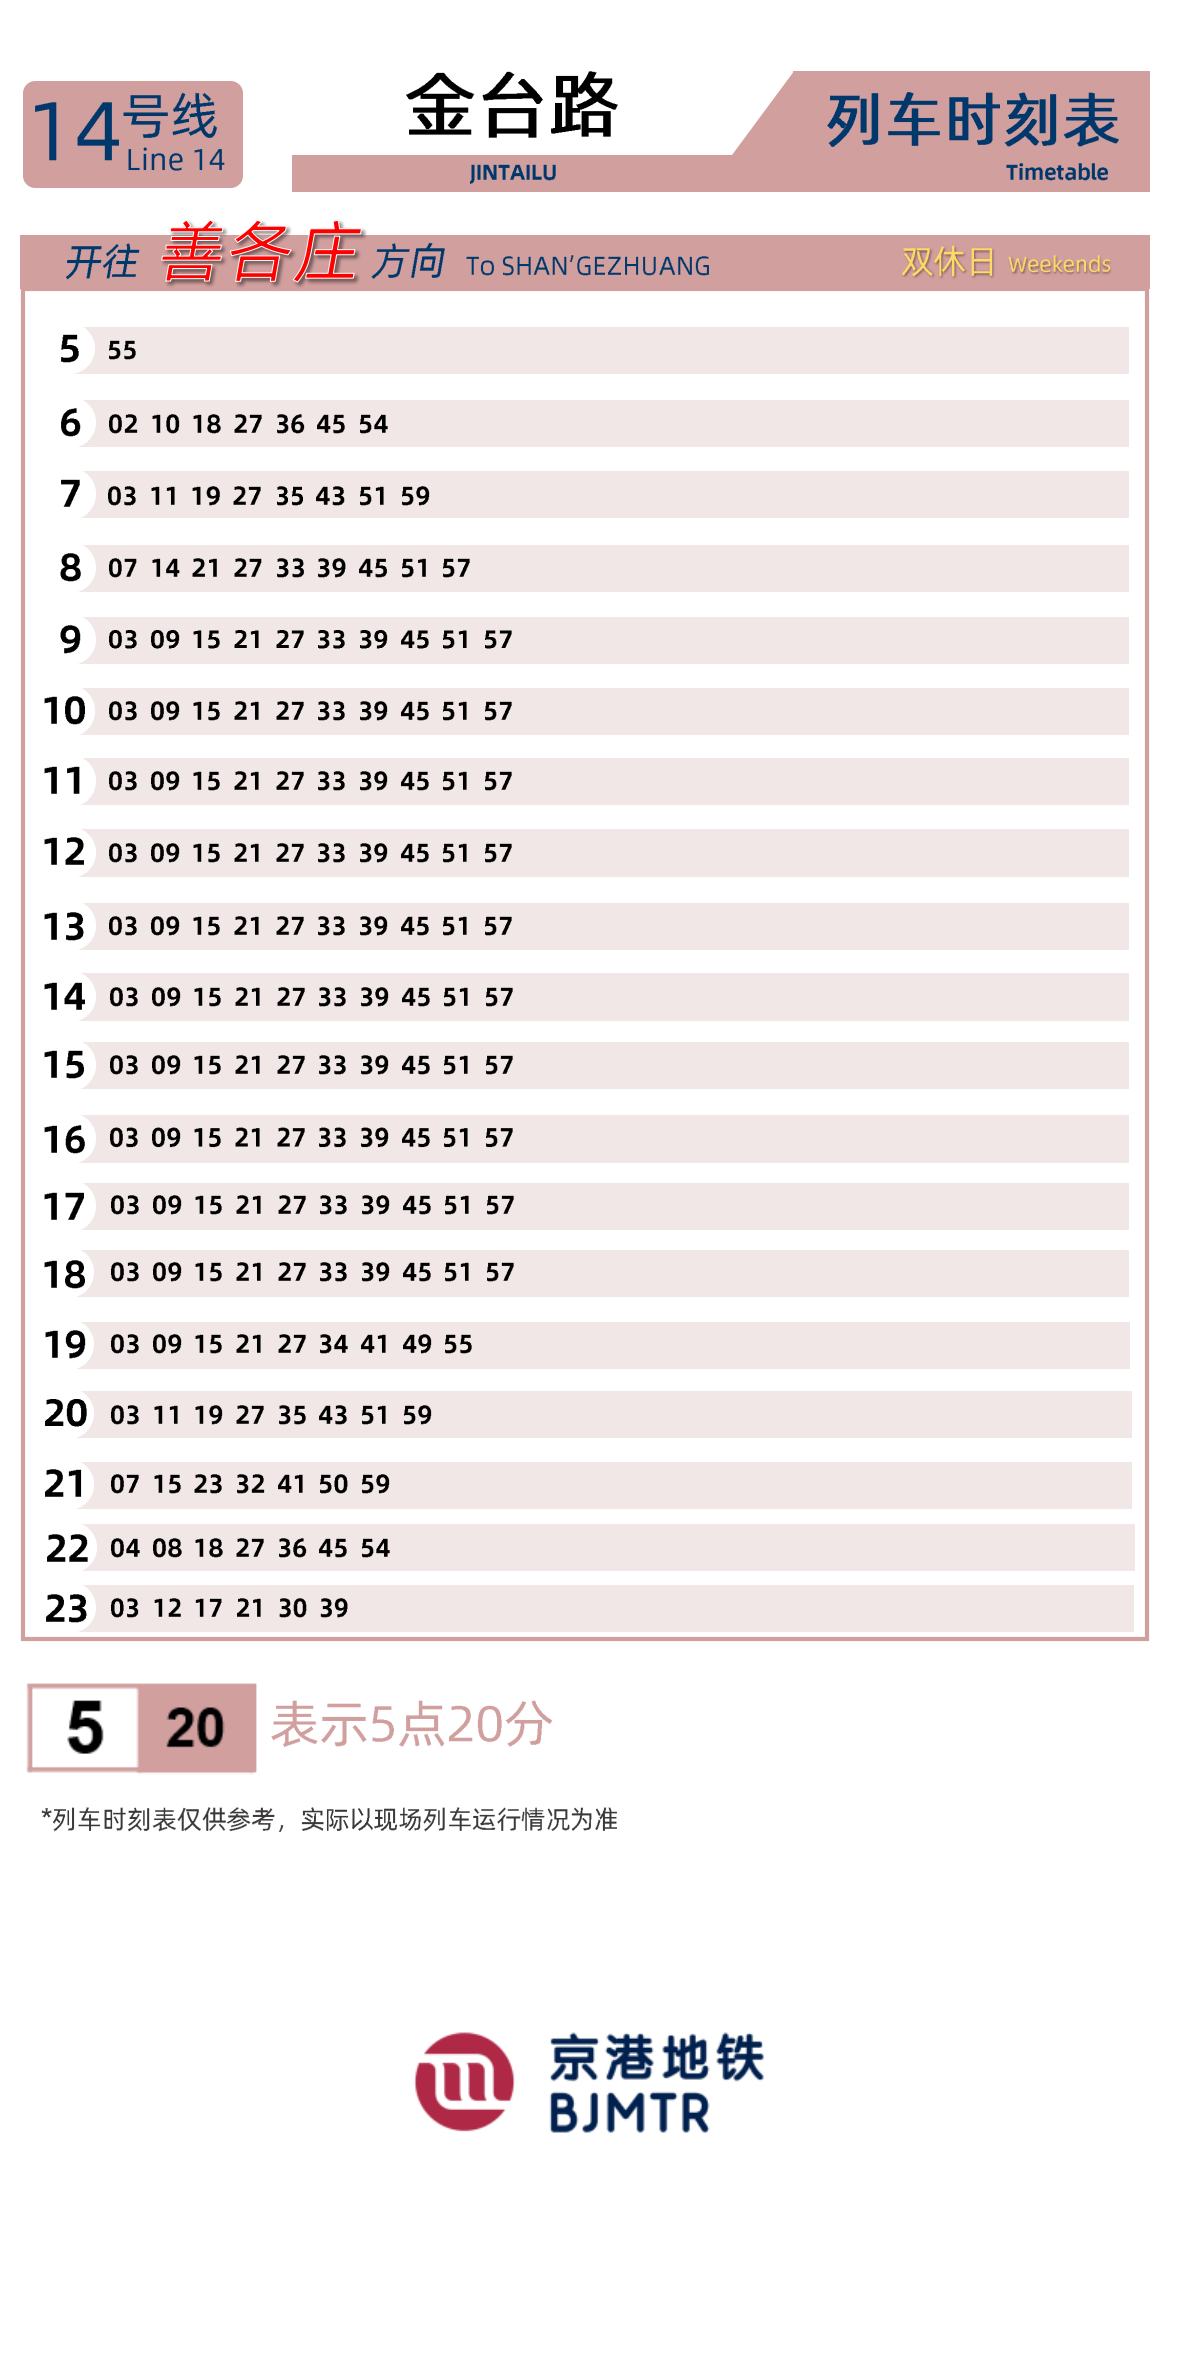 14号线
Line 14
金台路
JINTAILU
列车时刻表
Timetable
开往 善各庄 方向 To SHAN’GEZHUANG 双休日 Weekends
5 55
6 02 10 18 27 36 45 54
7 03 11 19 27 35 43 51 59
8 07 14 21 27 33 39 45 51 57
9 03 09 15 21 27 33 39 45 51 57
10 03 09 15 21 27 33 39 45 51 57
11 03 09 15 21 27 33 39 45 51 57
12 03 09 15 21 27 33 39 45 51 57
13 03 09 15 21 27 33 39 45 51 57
14 03 09 15 21 27 33 39 45 51 57
15 03 09 15 21 27 33 39 45 51 57
16 03 09 15 21 27 33 39 45 51 57
17 03 09 15 21 27 33 39 45 51 57
18 03 09 15 21 27 33 39 45 51 57
19 03 09 15 21 27 34 41 49 55
20 03 11 19 27 35 43 51 59
21 07 15 23 32 41 50 59
22 04 08 18 27 36 45 54
23 03 12 17 21 30 39
5 20 表示5点20分
*列车时刻表仅供参考，实际以现场列车运行情况为准
京港地铁
BJMTR